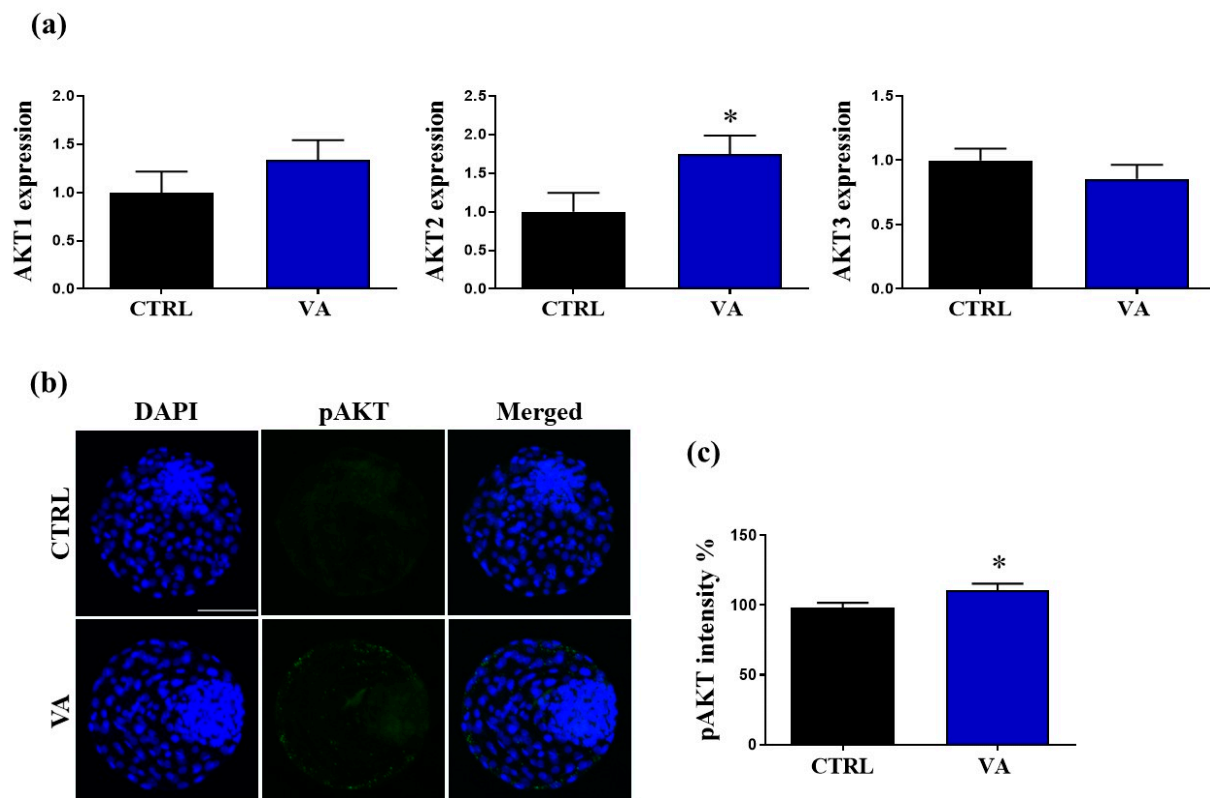 (a)
AKT1 expression
2.0
1.5
1.0
0.5
0.0
CTRL VA
AKT2 expression
*
2.5
2.0
1.5
1.0
0.5
0.0
CTRL VA
AKT3 expression
1.5
1.0
0.5
0.0
CTRL VA
(b)
DAPI pAKT Merged
CTRL
VA
(c)
pAKT intensity %
*
150
100
50
0
CTRL VA